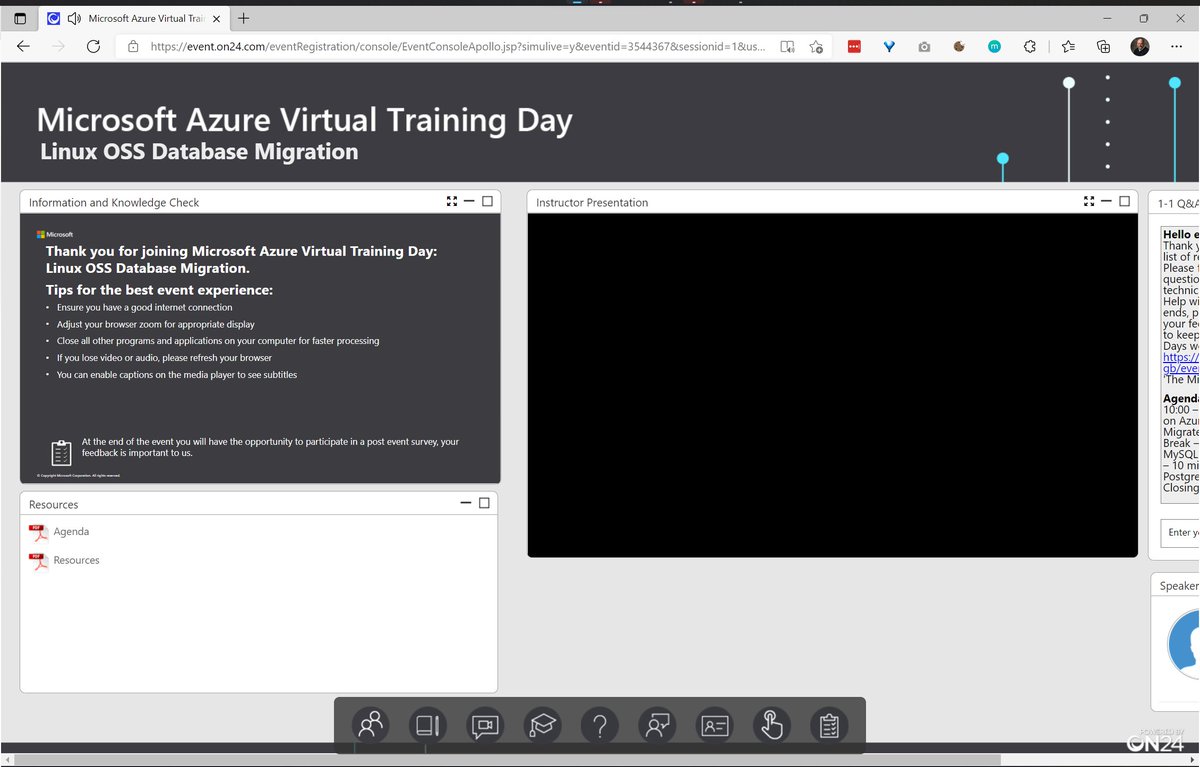 Microsoft Azure Virtual Trai
https://event.on24.com/eventRegistration/console/EventConsoleApollo.jsp?simulive=y&eventid=3544367&sessionid=1&us...
Microsoft Azure Virtual Training Day
Linux OSS Database Migration
Information and Knowledge Check
Microsoft
Thank you for joining Microsoft Azure Virtual Training Day:
Linux OSS Database Migration.
Tips for the best event experience:
• Ensure you have a good internet connection
• Adjust your browser zoom for appropriate display
• Close all other programs and applications on your computer for faster processing
• If you lose video or audio, please refresh your browser
• You can enable captions on the media player to see subtitles
At the end of the event you will have the opportunity to participate in a post event survey, your
feedback is important to us.
© Copyright Microsoft Corporation. All rights reserved.
Resources
PDF Agenda
PDF Resources
Instructor Presentation
1-1 Q&A
Hello e
Thank y
list of r
Please f
questio
technic
Help wi
ends, p
your fe
to keep
Days w
https://
gb/eve
'The Mi
Agenda
10:00 –
on Azu
Migrate
Break –
MySQL
– 10 mi
Postgre
Closing
Enter y
Speaker
POWERED BY
ON24